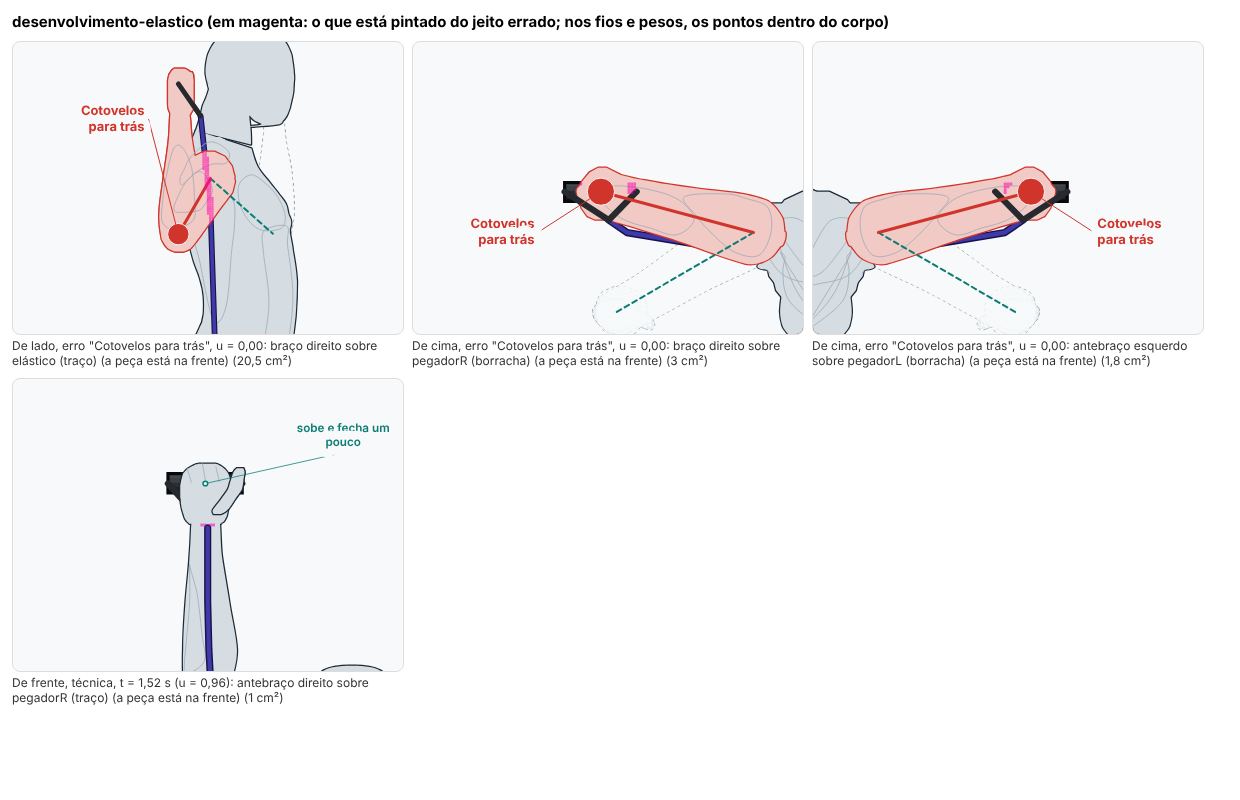 desenvolvimento-elastico (em magenta: o que está pintado do jeito errado; nos fios e pesos, os pontos dentro do corpo)
Cotovelos
para trás
Cotovelos
para trás
Cotovelos
para trás
De lado, erro "Cotovelos para trás", u = 0,00: braço direito sobre
elástico (traço) (a peça está na frente) (20,5 cm²)
De cima, erro "Cotovelos para trás", u = 0,00: braço direito sobre
pegadorR (borracha) (a peça está na frente) (3 cm²)
De cima, erro "Cotovelos para trás", u = 0,00: antebraço esquerdo
sobre pegadorL (borracha) (a peça está na frente) (1,8 cm²)
sobe e fecha um
pouco
De frente, técnica, t = 1,52 s (u = 0,96): antebraço direito sobre
pegadorR (traço) (a peça está na frente) (1 cm²)